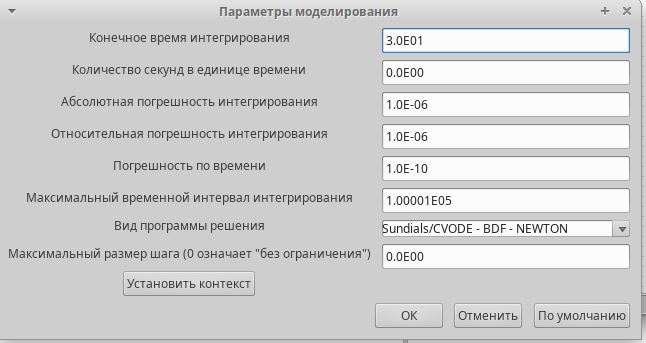 Параметры моделирования
Конечное время интегрирования 3.0E01
Количество секунд в единице времени 0.0E00
Абсолютная погрешность интегрирования 1.0E-06
Относительная погрешность интегрирования 1.0E-06
Погрешность по времени 1.0E-10
Максимальный временной интервал интегрирования 1.00001E05
Вид программы решения Sundials/CVODE - BDF - NEWTON
Максимальный размер шага (0 означает "без ограничения") 0.0E00
Установить контекст
ОК Отменить По умолчанию